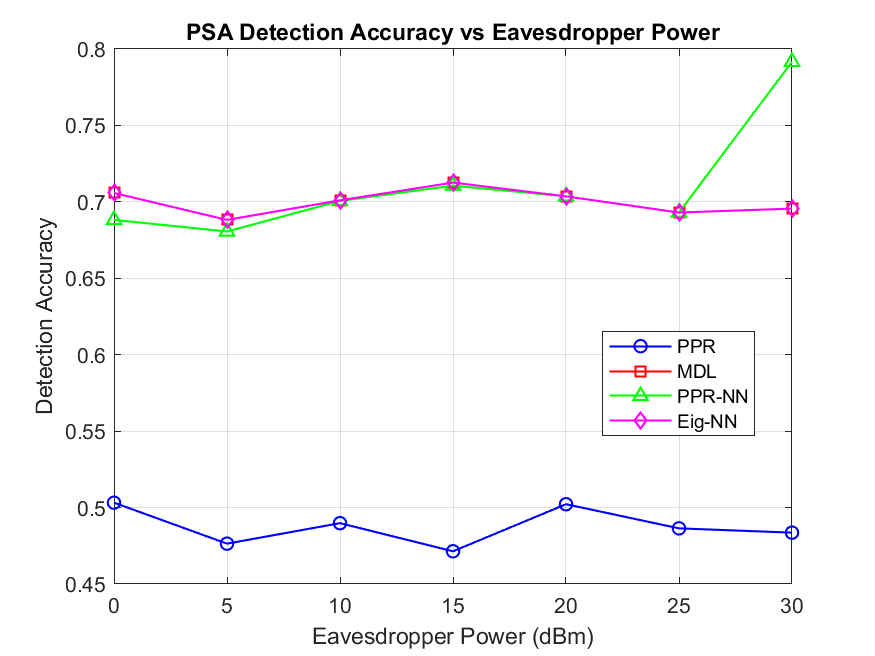 PSA Detection Accuracy vs Eavesdropper Power
0.8
0.75
0.7
0.65
0.6
0.55
0.5
0.45
Detection Accuracy
PPR
MDL
PPR-NN
Eig-NN
0 5 10 15 20 25 30
Eavesdropper Power (dBm)